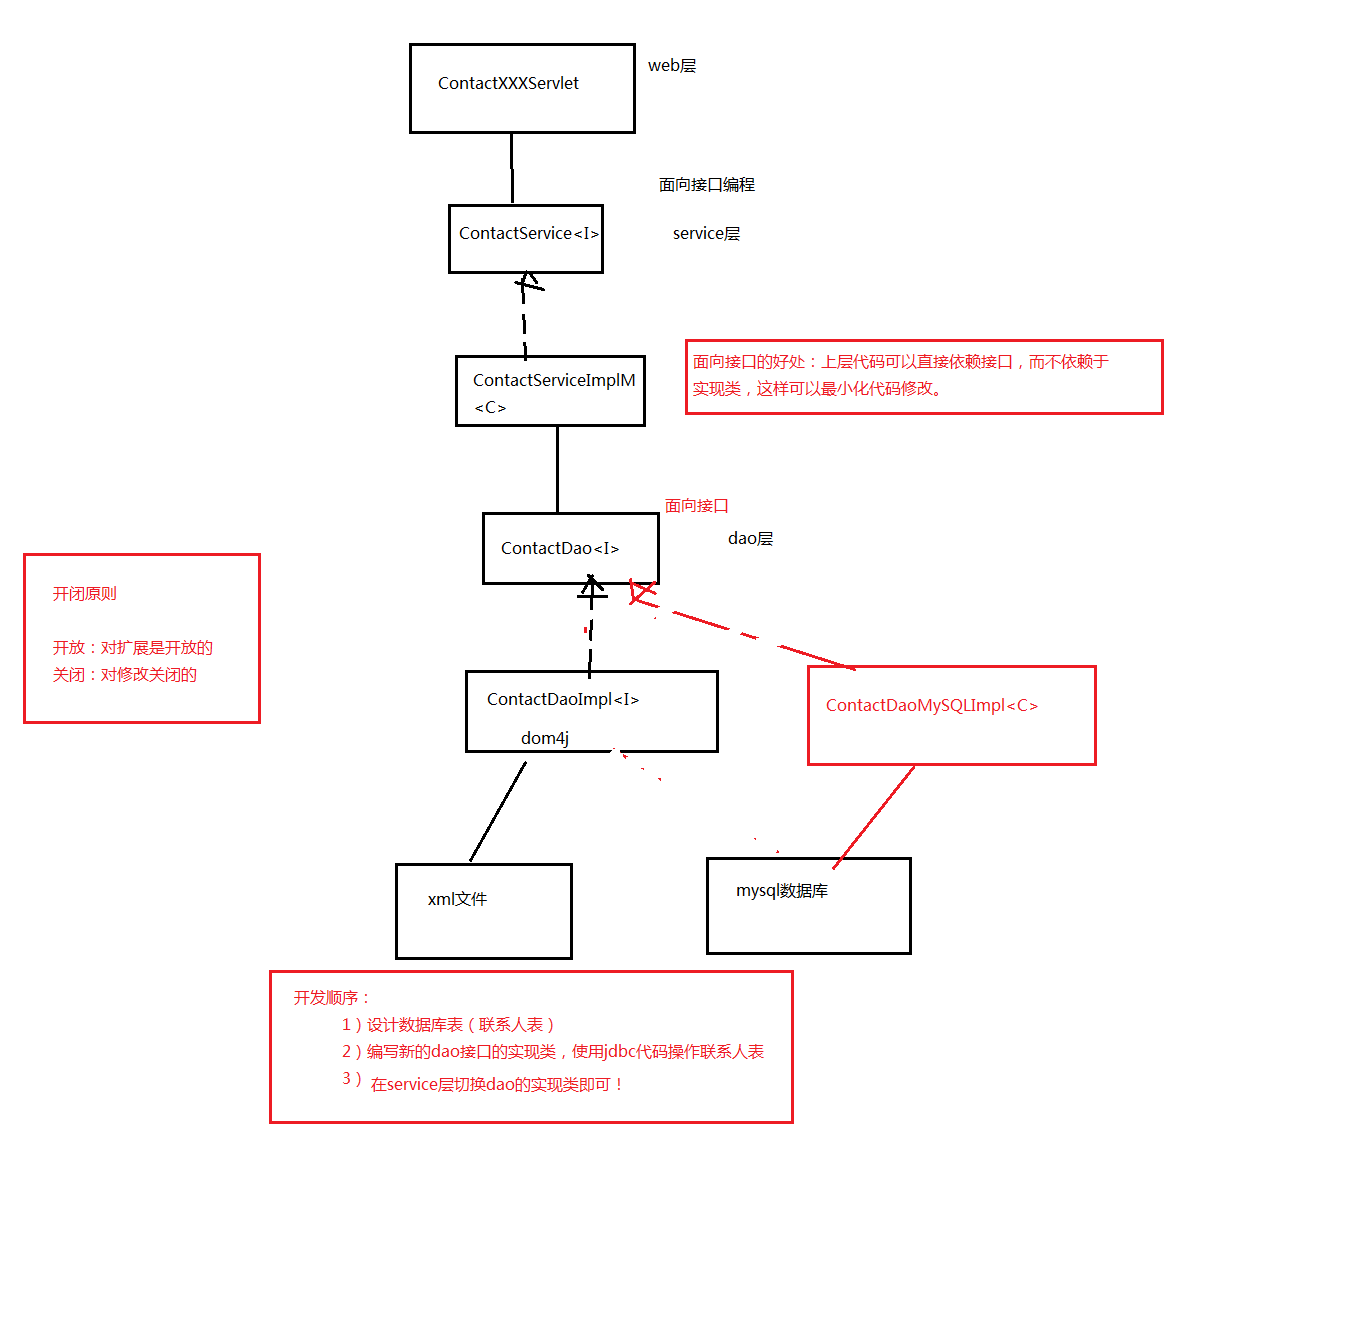 ContactXXXServlet
web层
面向接口编程
ContactService<I>
service层
ContactServiceImplM
<C>
面向接口的好处：上层代码可以直接依赖接口，而不依赖于
实现类，这样可以最小化代码修改。
面向接口
ContactDao<I>
dao层
开闭原则
开放：对扩展是开放的
关闭：对修改关闭的
ContactDaoImpl<I>
dom4j
ContactDaoMySQLImpl<C>
xml文件
mysql数据库
开发顺序：
1）设计数据库表（联系人表）
2）编写新的dao接口的实现类，使用jdbc代码操作联系人表
3）在service层切换dao的实现类即可！